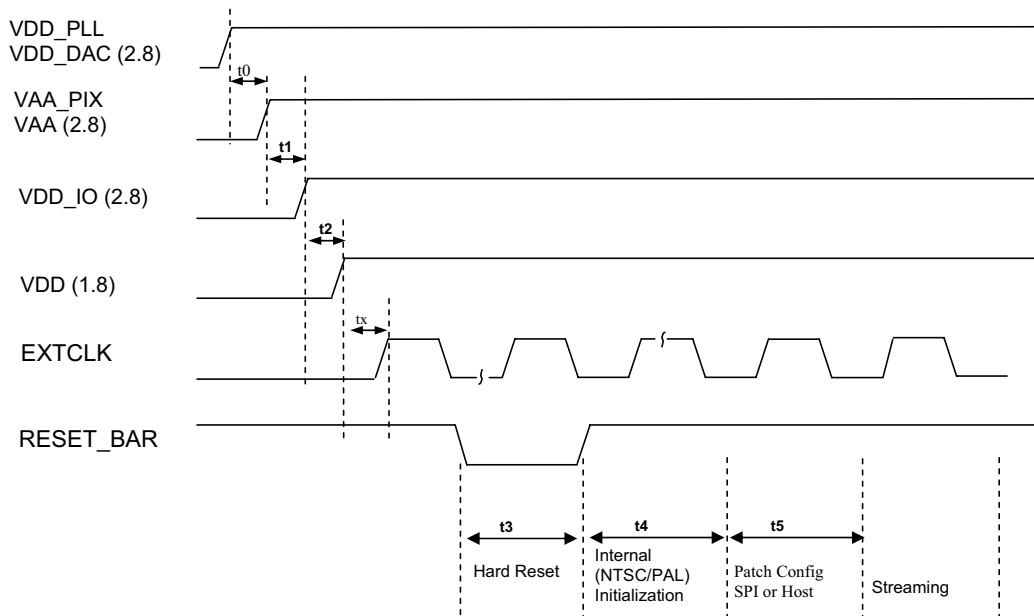 VDD_PLL
VDD_DAC (2.8)
t0
VAA_PIX
VAA (2.8)
t1
VDD_IO (2.8)
t2
VDD (1.8)
tx
EXTCLK
RESET_BAR
t3
t4
t5
Hard Reset
Internal
(NTSC/PAL)
Initialization
Patch Config
SPI or Host
Streaming